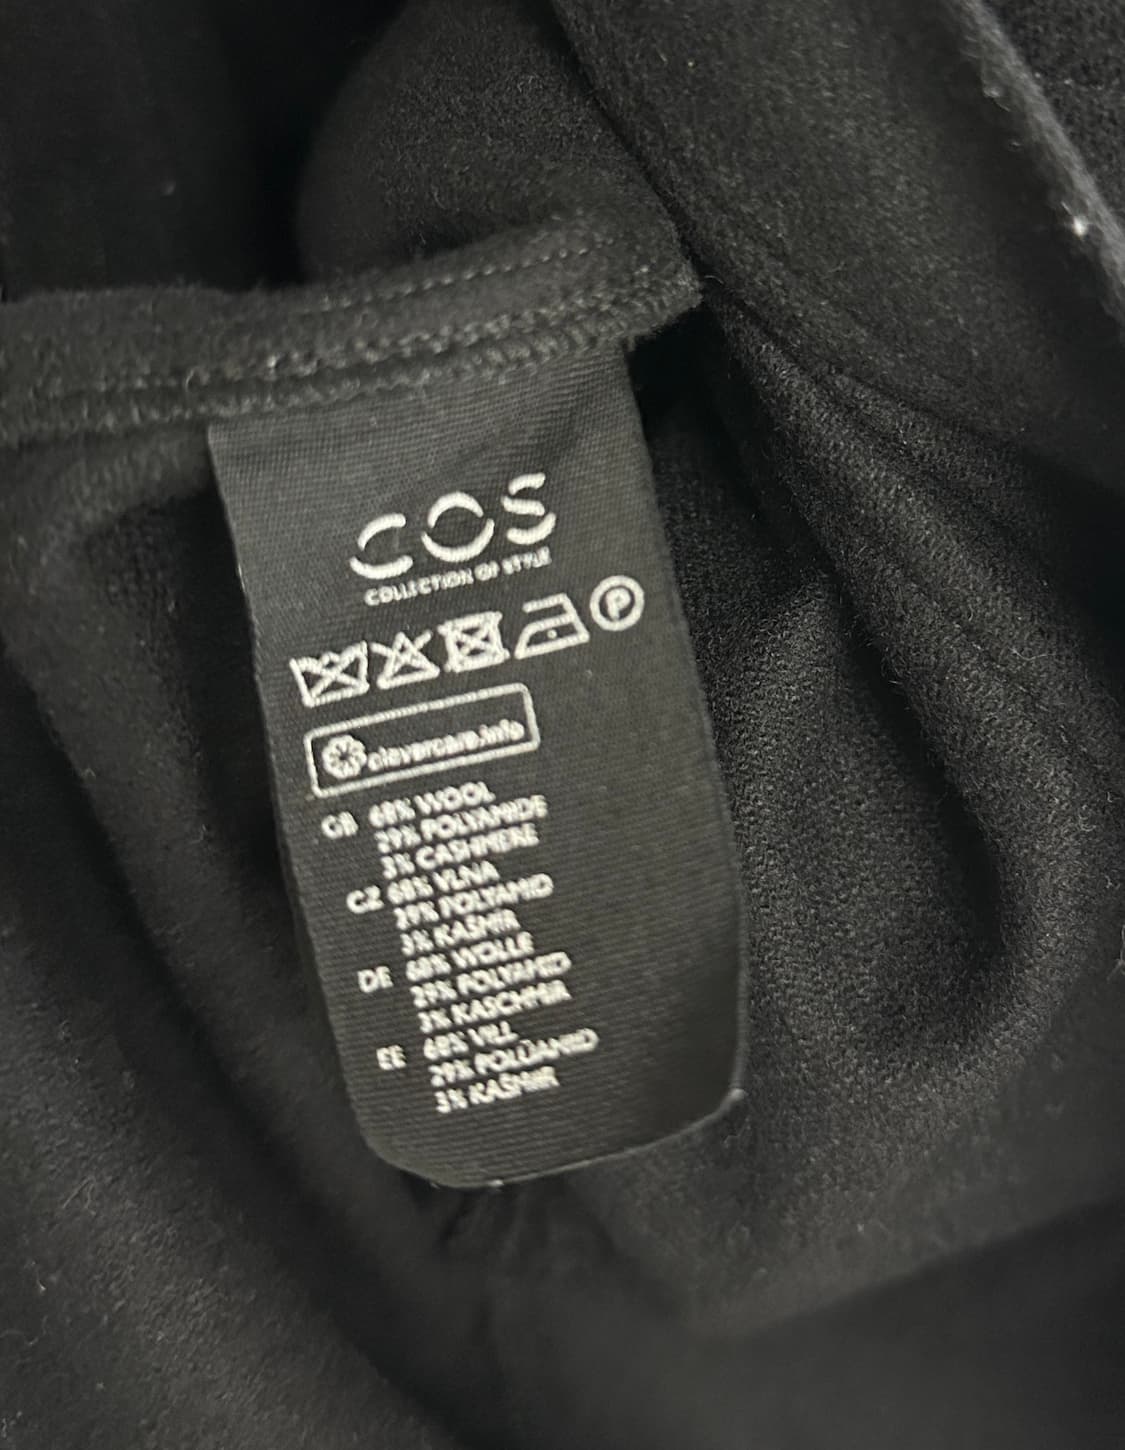 COS
COLLECTION OF STYLE
P
clevercare.info
GB 68% WOOL
29% POLYAMIDE
3% CASHMERE
CZ 68% VLNA
29% POLYAMID
3% KAŠMÍR
DE 68% WOLLE
29% POLYAMID
3% KASCHMIR
EE 68% VILL
29% POLÜAMIID
3% KAŠMIIR